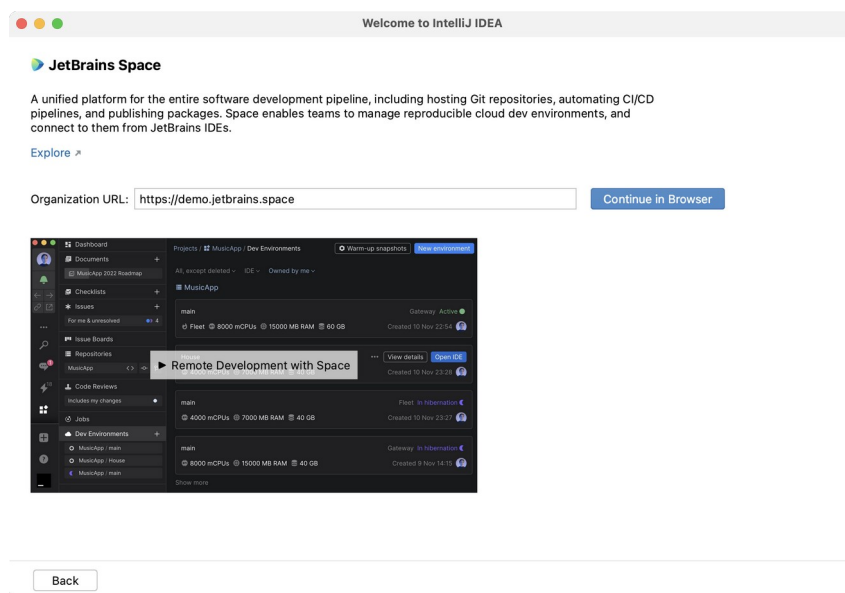 Welcome to IntelliJ IDEA
JetBrains Space
A unified platform for the entire software development pipeline, including hosting Git repositories, automating CI/CD
pipelines, and publishing packages. Space enables teams to manage reproducible cloud dev environments, and
connect to them from JetBrains IDEs.
Explore ↗
Organization URL: https://demo.jetbrains.space Continue in Browser
Dashboard
Documents +
MusicApp 2022 Roadmap
Checklists +
Issues +
For me & unresolved 4
Issue Boards
Repositories
MusicApp
Code Reviews
Includes my changes
Jobs
Dev Environments +
MusicApp / main
MusicApp / House
MusicApp / main
Projects / MusicApp / Dev Environments Warm-up snapshots New environment
All, except deleted IDE Owned by me
MusicApp
main Gateway Active
Fleet 8000 mCPUs 15000 MB RAM 60 GB Created 10 Nov 22:54
House ... View details Open IDE
▶ Remote Development with Space
Created 10 Nov 23:28
main Fleet In hibernation
4000 mCPUs 7000 MB RAM 40 GB Created 10 Nov 23:27
main Gateway In hibernation
8000 mCPUs 15000 MB RAM 40 GB Created 9 Nov 14:15
Show more
Back